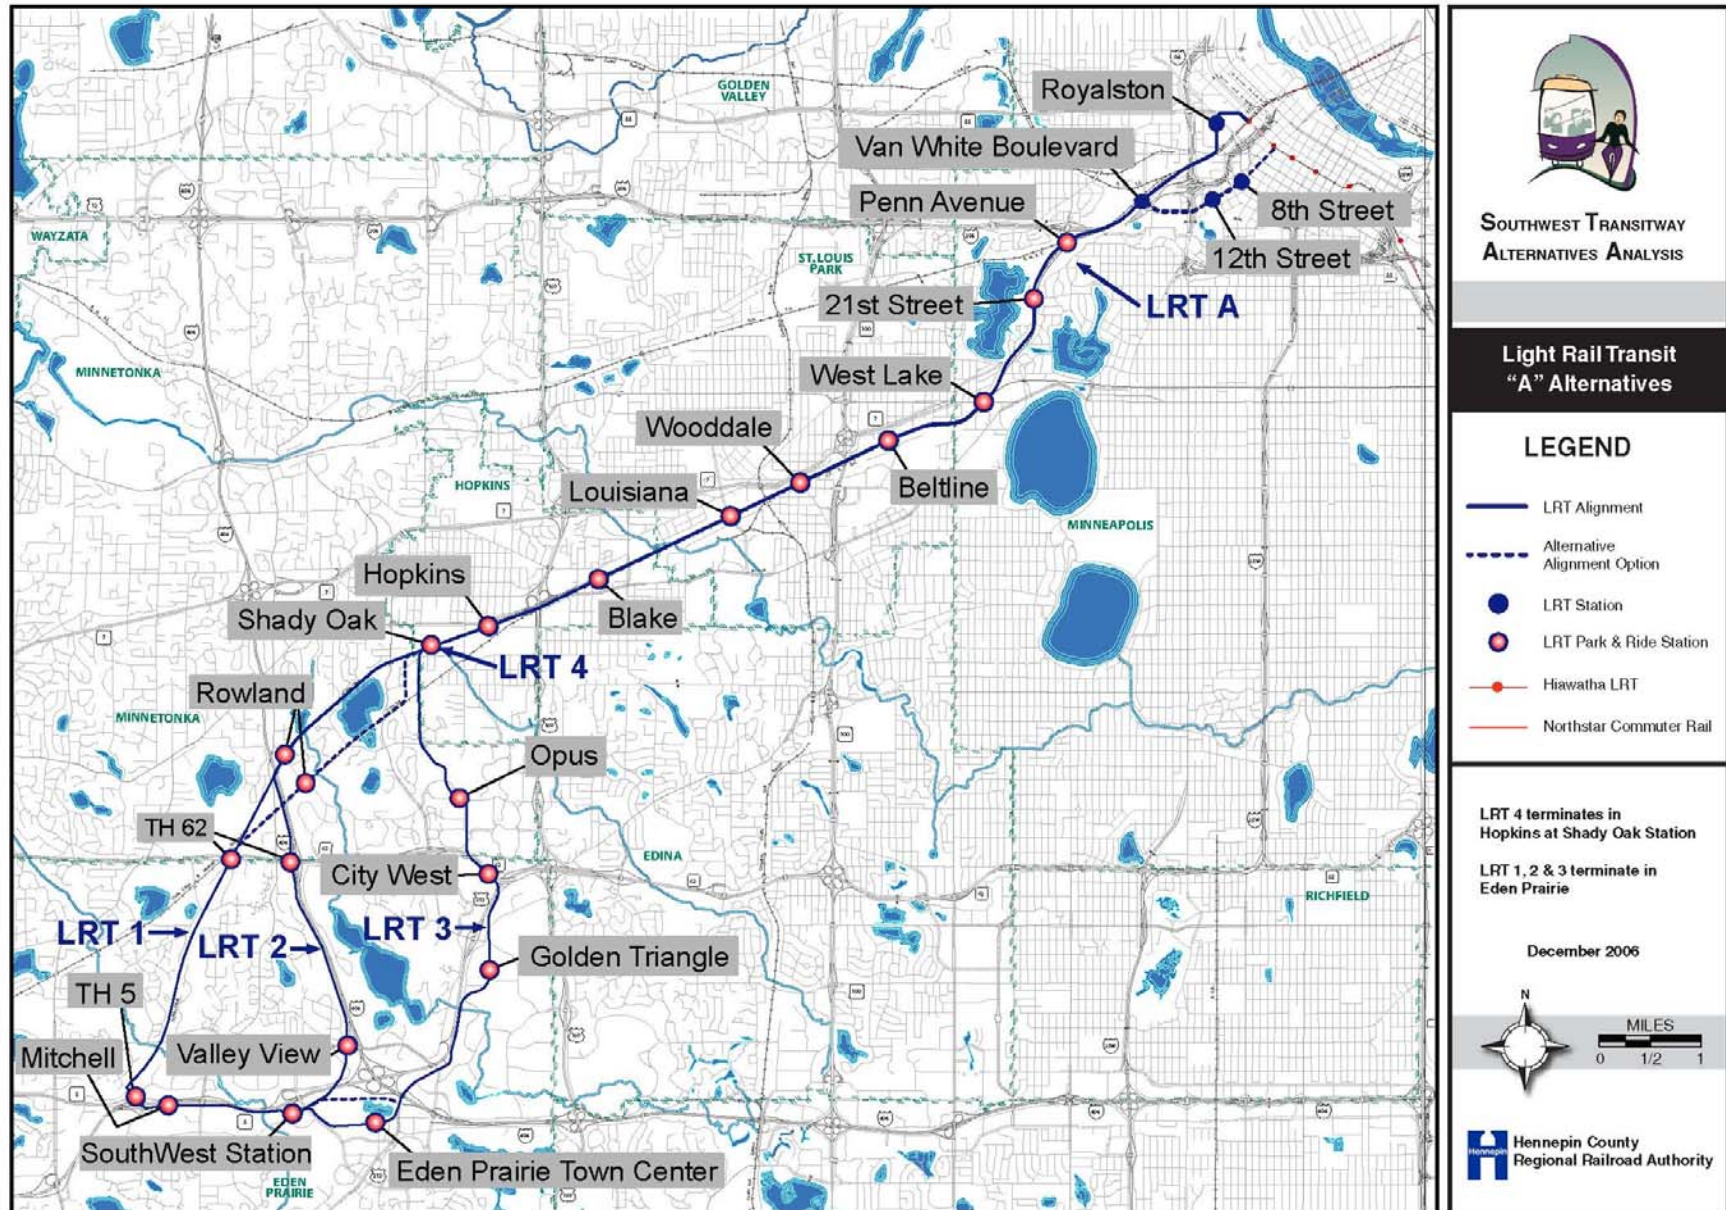 GOLDEN
VALLEY
Royalston
Van White Boulevard
Penn Avenue
8th Street
12th Street
WAYZATA
ST.LOUIS
PARK
21st Street
LRT A
MINNETONKA
West Lake
Wooddale
Beltline
HOPKINS
Louisiana
MINNEAPOLIS
Hopkins
Shady Oak
Blake
LRT 4
Rowland
MINNETONKA
Opus
TH 62
City West
EDINA
RICHFIELD
LRT 1
LRT 2
LRT 3
Golden Triangle
TH 5
Mitchell
Valley View
SouthWest Station
Eden Prairie Town Center
EDEN
PRAIRIE
SOUTHWEST TRANSITWAY
ALTERNATIVES ANALYSIS
Light Rail Transit
“A” Alternatives
LEGEND
LRT Alignment
Alternative
Alignment Option
LRT Station
LRT Park & Ride Station
Hiawatha LRT
Northstar Commuter Rail
LRT 4 terminates in
Hopkins at Shady Oak Station
LRT 1, 2 & 3 terminate in
Eden Prairie
December 2006
N
MILES
0 1/2 1
Hennepin
Hennepin County
Regional Railroad Authority